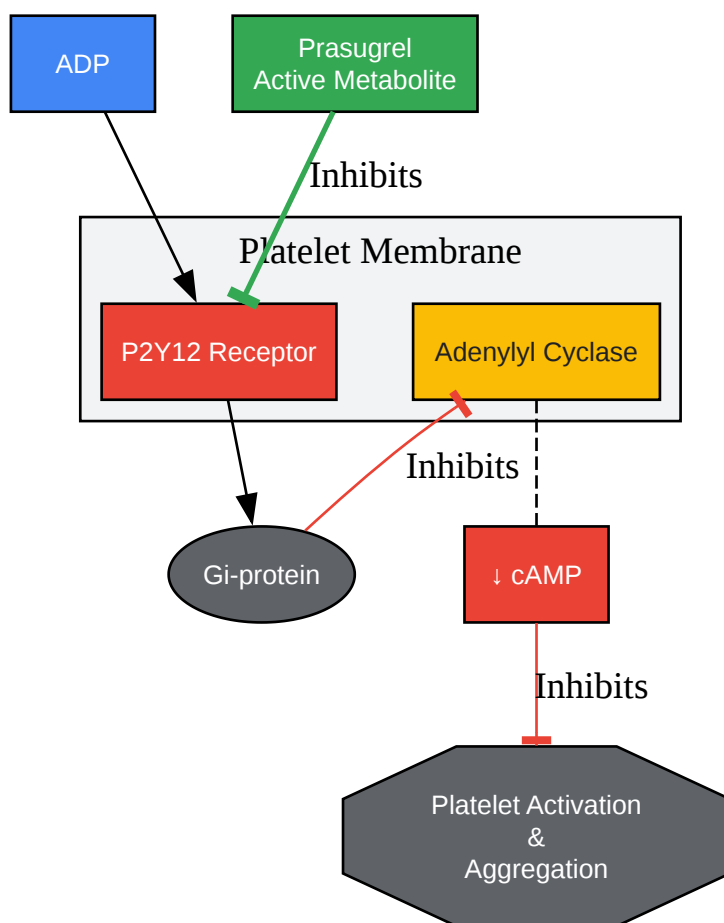 ADP
Prasugrel
Active Metabolite
Inhibits
Platelet Membrane
P2Y12 Receptor
Adenylyl Cyclase
Inhibits
Gi-protein
↓ cAMP
Inhibits
Platelet Activation
&
Aggregation